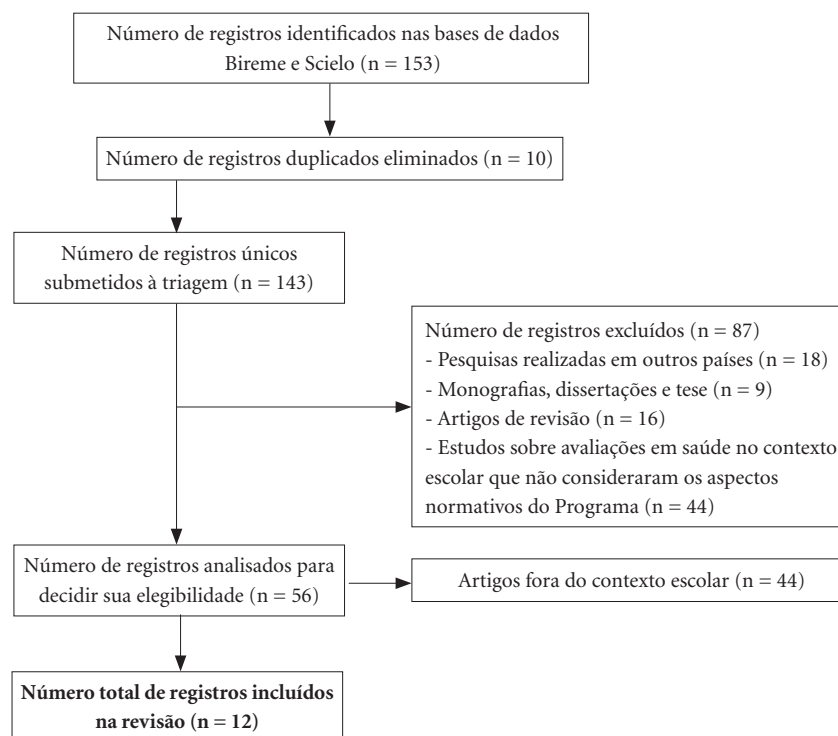 Número de registros identificados nas bases de dados
Bireme e Scielo (n = 153)
Número de registros duplicados eliminados (n = 10)
Número de registros únicos
submetidos à triagem (n = 143)
Número de registros excluídos (n = 87)
- Pesquisas realizadas em outros países (n = 18)
- Monografias, dissertações e tese (n = 9)
- Artigos de revisão (n = 16)
- Estudos sobre avaliações em saúde no contexto
escolar que não consideraram os aspectos
normativos do Programa (n = 44)
Número de registros analisados para
decidir sua elegibilidade (n = 56)
Artigos fora do contexto escolar (n = 44)
Número total de registros incluídos
na revisão (n = 12)